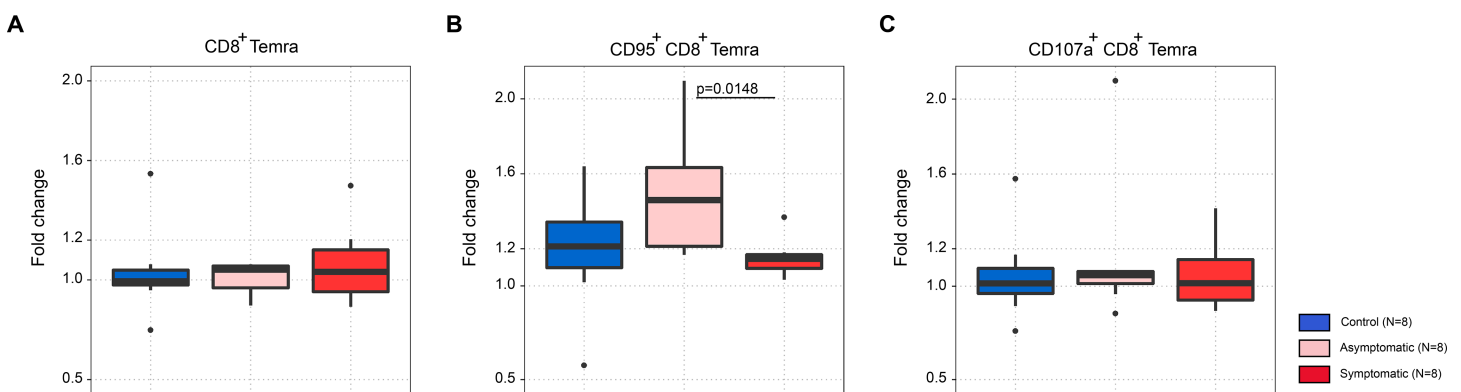 A
CD8+ Temra
Fold change
2.0
1.6
1.2
1.0
0.5
B
CD95+ CD8+ Temra
p=0.0148
Fold change
2.0
1.6
1.2
1.0
0.5
C
CD107a+ CD8+ Temra
Fold change
2.0
1.6
1.2
1.0
0.5
Control (N=8)
Asymptomatic (N=8)
Symptomatic (N=8)